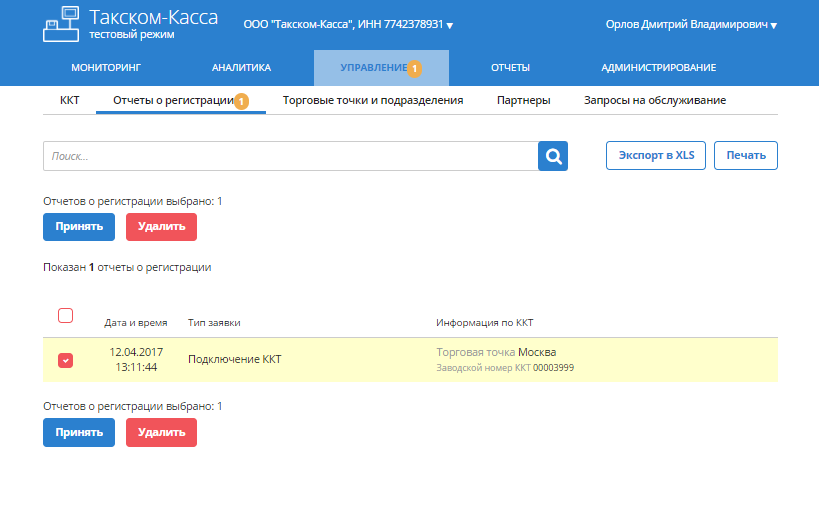 Такском-Касса
тестовый режим
ООО "Такском-Касса", ИНН 7742378931
Орлов Дмитрий Владимирович
МОНИТОРИНГ АНАЛИТИКА УПРАВЛЕНИЕ 1 ОТЧЕТЫ АДМИНИСТРИРОВАНИЕ
ККТ Отчеты о регистрации 1 Торговые точки и подразделения Партнеры Запросы на обслуживание
Поиск... Экспорт в XLS Печать
Отчетов о регистрации выбрано: 1
Принять Удалить
Показан 1 отчеты о регистрации
Дата и время Тип заявки Информация по ККТ
12.04.2017
13:11:44
Подключение ККТ
Торговая точка Москва
Заводской номер ККТ 00003999
Отчетов о регистрации выбрано: 1
Принять Удалить